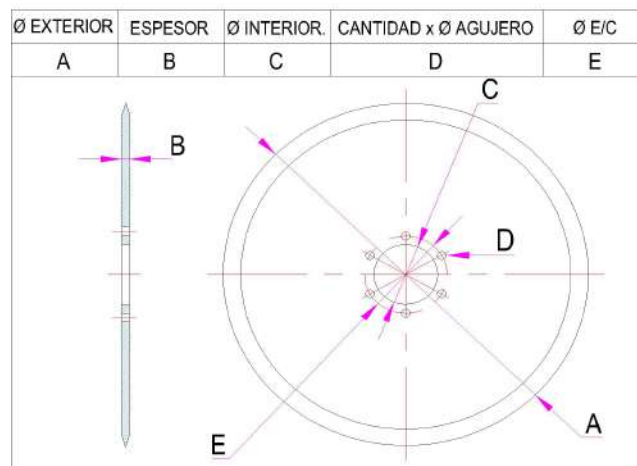 Ø EXTERIOR ESPESOR Ø INTERIOR. CANTIDAD x Ø AGUJERO Ø E/C
A B C D E
C
B
D
A
E